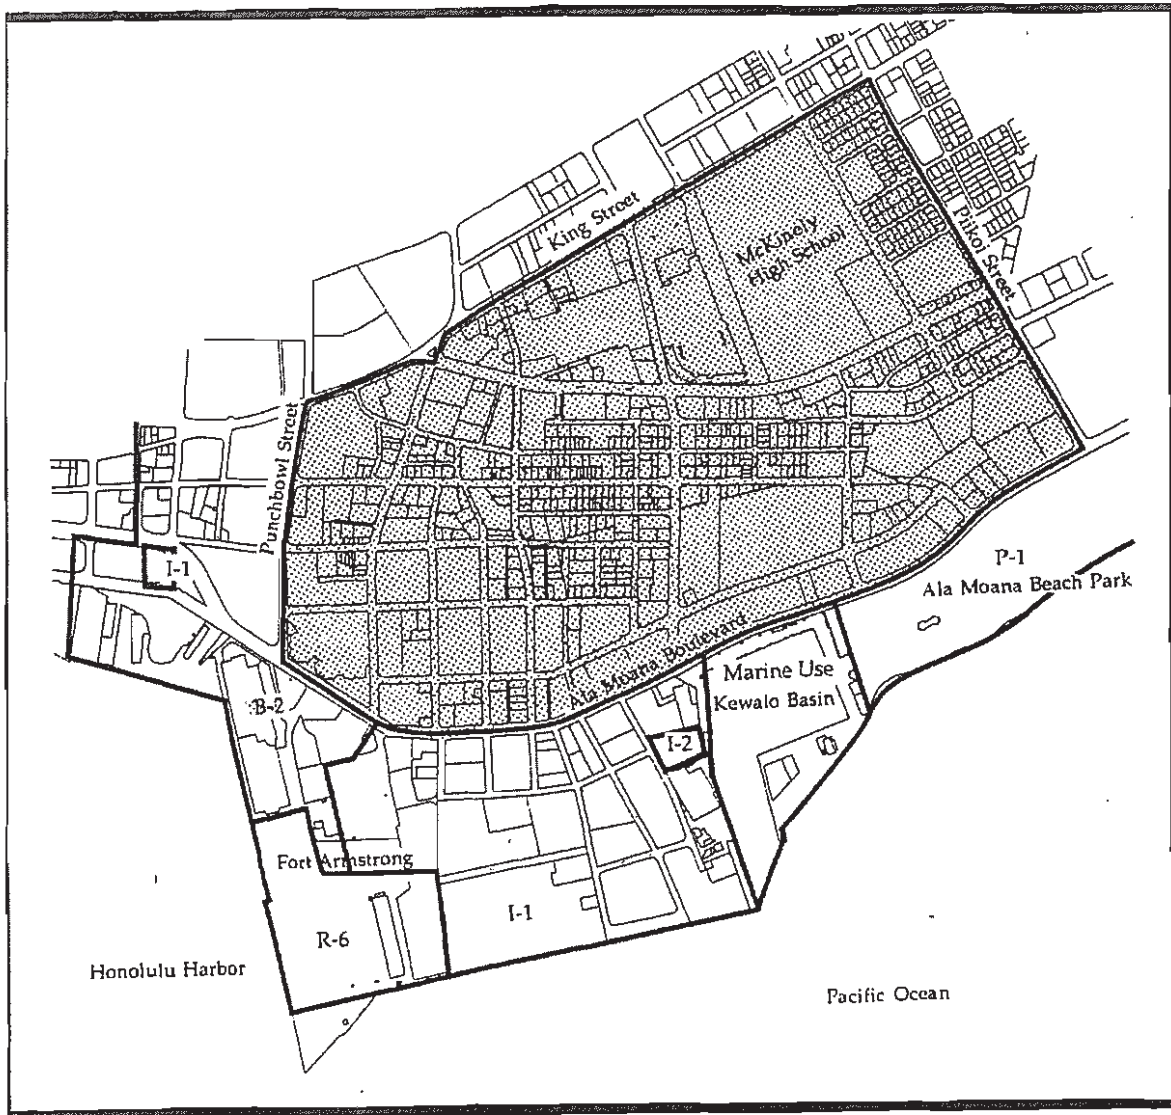 King Street
McKinely
High School
Piikoi Street
Punchbowl Street
I-1
P-1
Ala Moana Beach Park
Ala Moana Boulevard
Marine Use
Kewalo Basin
B-2
I-2
Fort Armstrong
I-1
R-6
Honolulu Harbor
Pacific Ocean